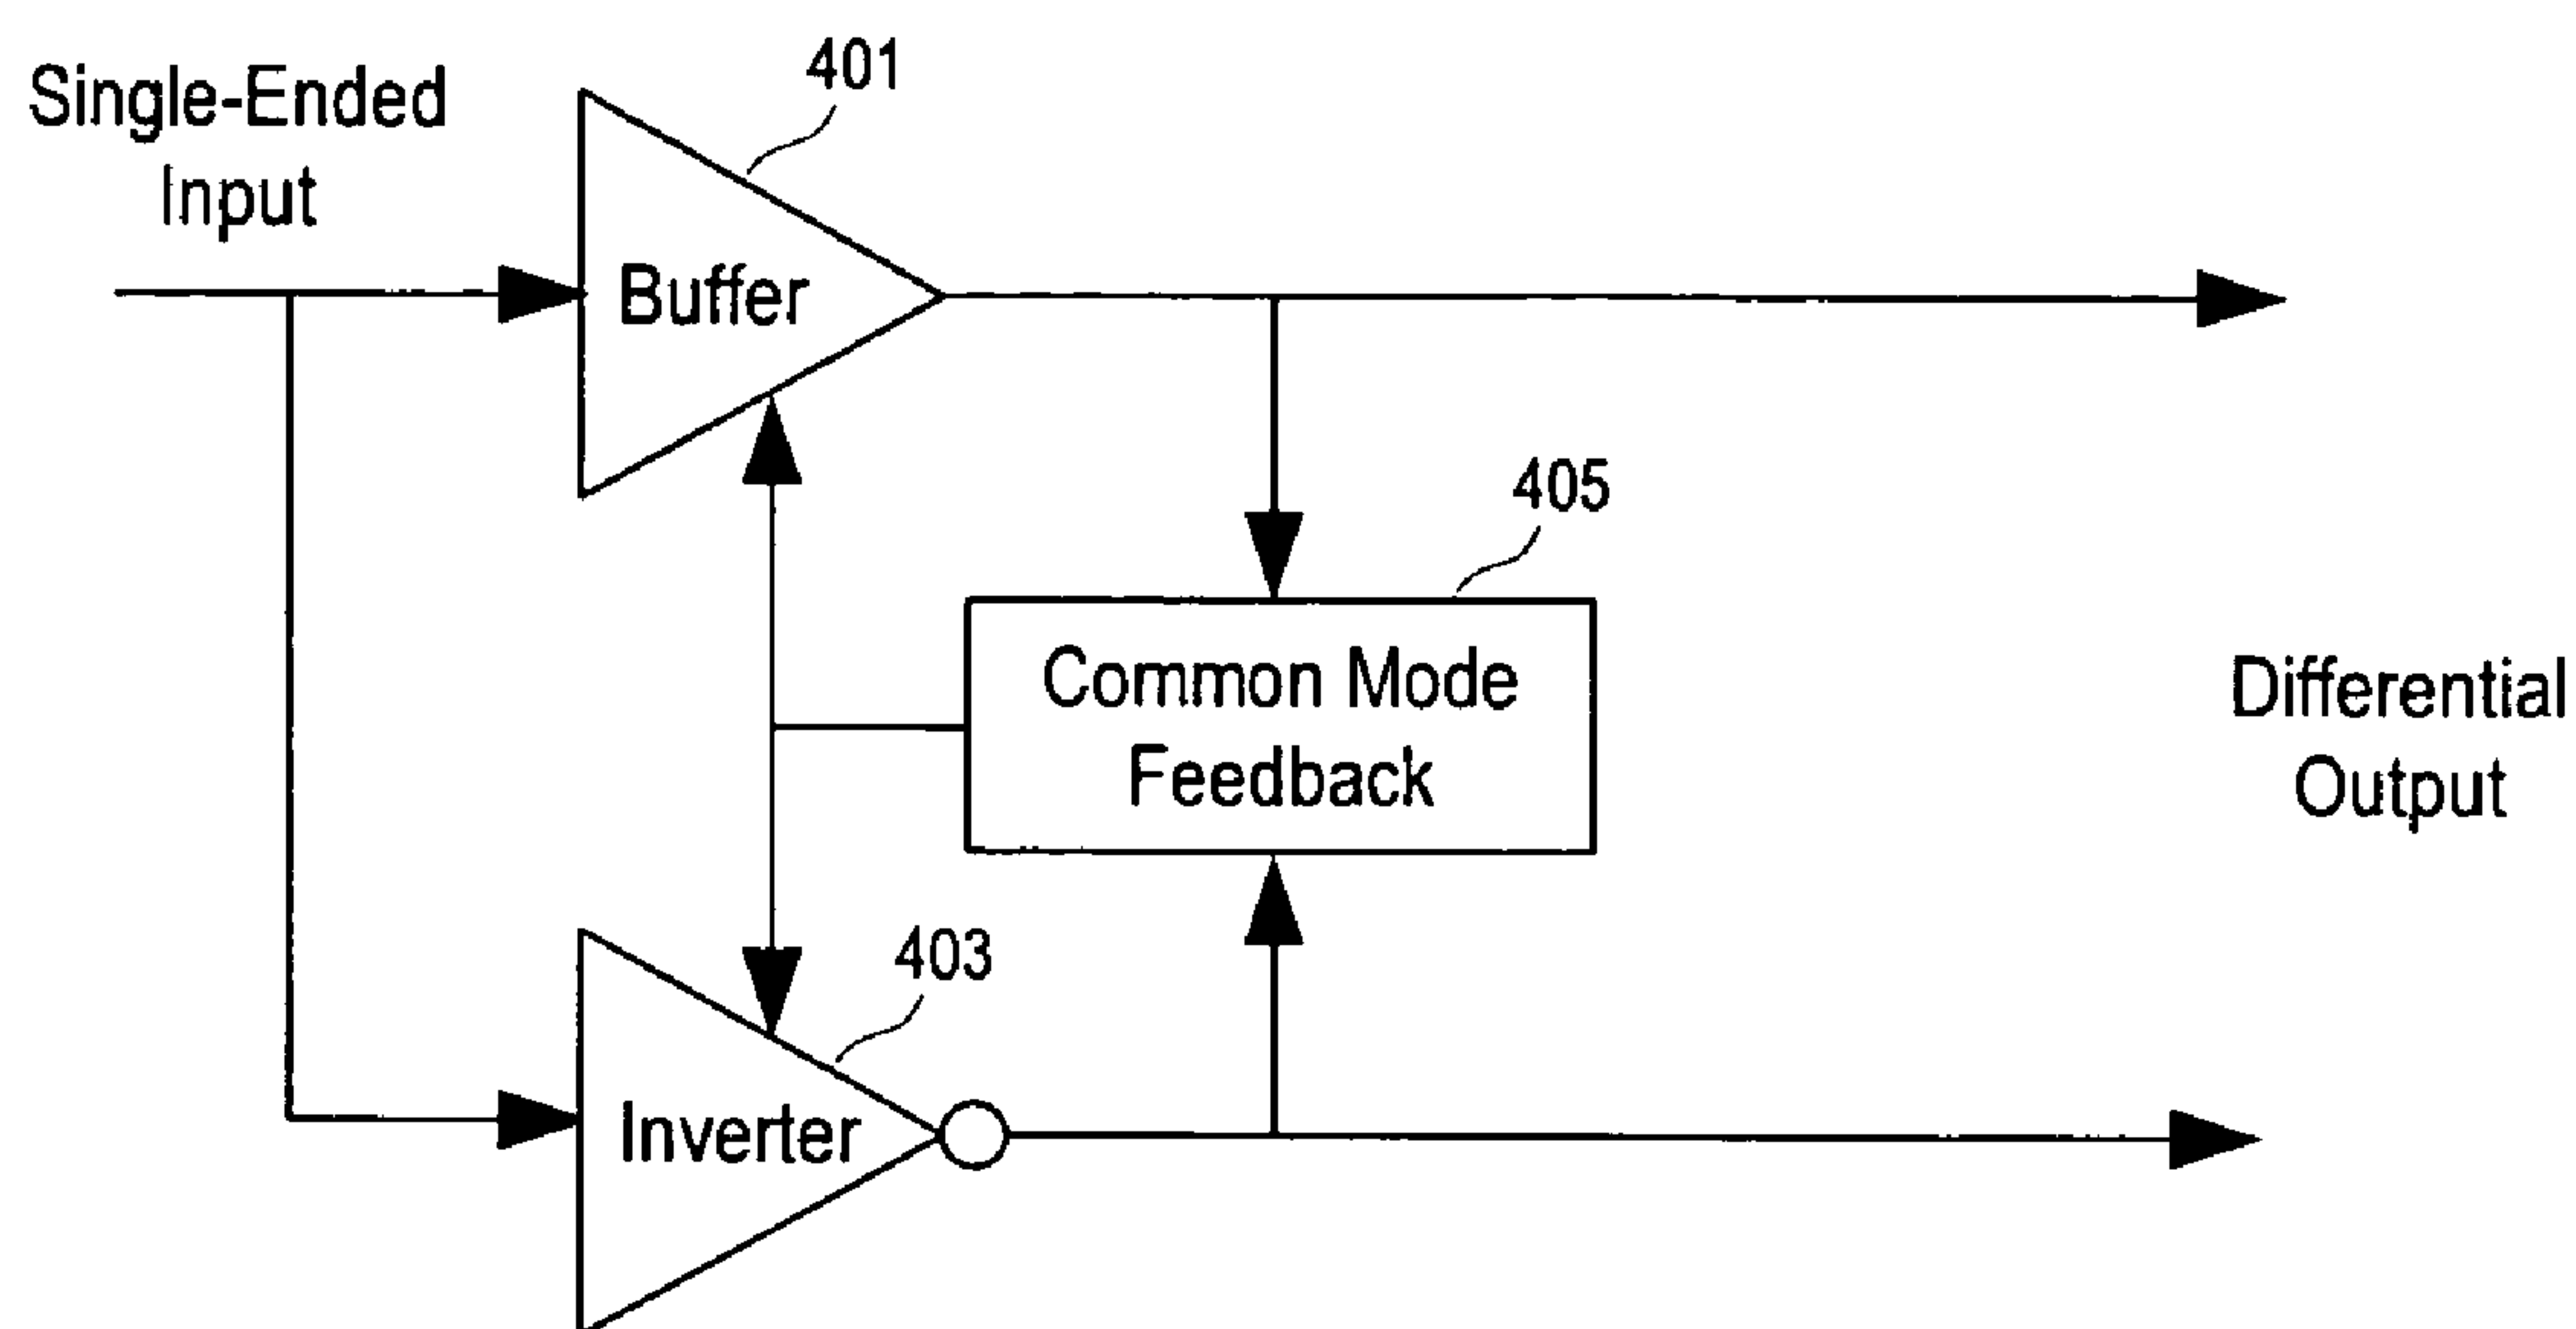 Single-Ended
Input
401
Buffer
405
Common Mode
Feedback
Differential
Output
403
Inverter